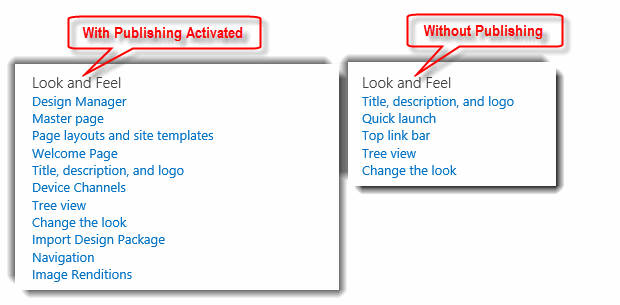 With Publishing Activated
Look and Feel
Design Manager
Master page
Page layouts and site templates
Welcome Page
Title, description, and logo
Device Channels
Tree view
Change the look
Import Design Package
Navigation
Image Renditions
Without Publishing
Look and Feel
Title, description, and logo
Quick launch
Top link bar
Tree view
Change the look